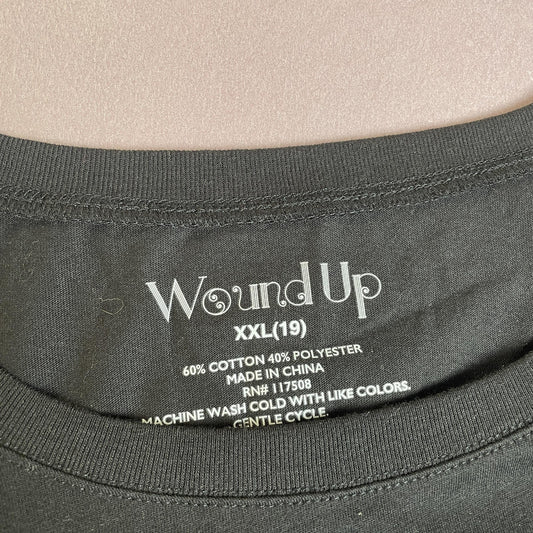 Wound Up
XXL(19)
60% COTTON 40% POLYESTER
MADE IN CHINA
RN# 117508
MACHINE WASH COLD WITH LIKE COLORS.
GENTLE CYCLE.